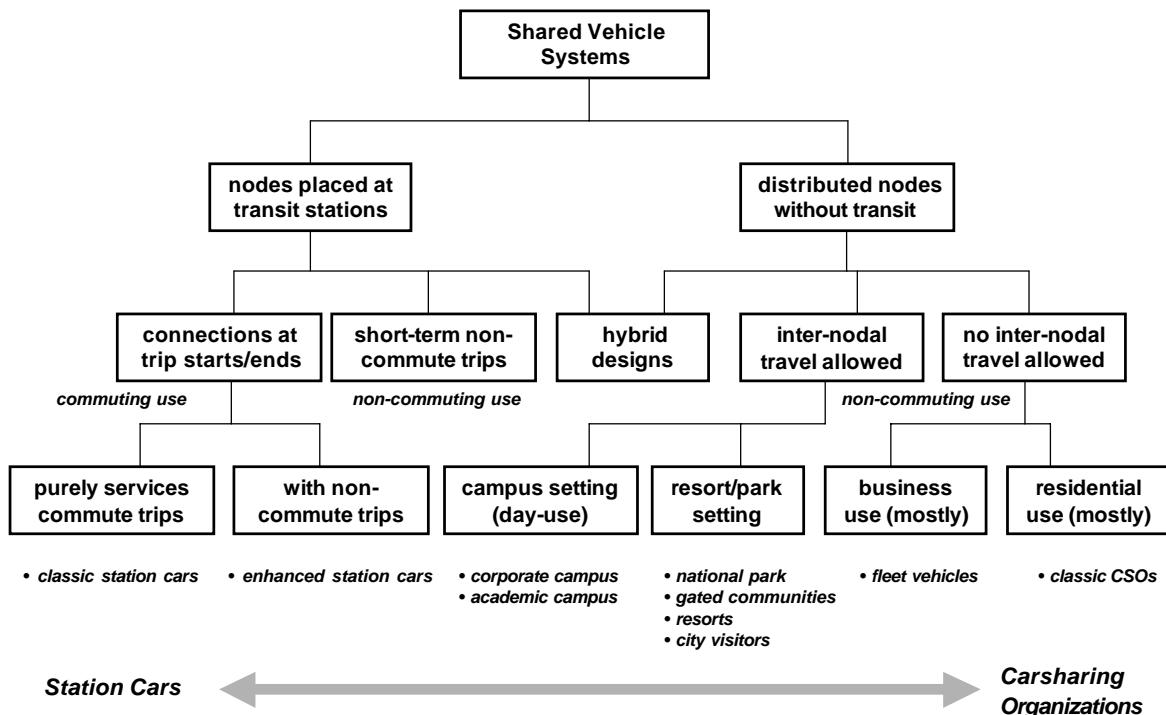 Shared Vehicle
Systems
nodes placed at
transit stations
distributed nodes
without transit
connections at
trip starts/ends
short-term non-
commute trips
hybrid
designs
inter-nodal
travel allowed
no inter-nodal
travel allowed
commuting use
non-commuting use
non-commuting use
purely services
commute trips
with non-
commute trips
campus setting
(day-use)
resort/park
setting
business
use (mostly)
residential
use (mostly)
• classic station cars
• enhanced station cars
• corporate campus
• academic campus
• national park
• gated communities
• resorts
• city visitors
• fleet vehicles
• classic CSOs
Station Cars
Carsharing
Organizations